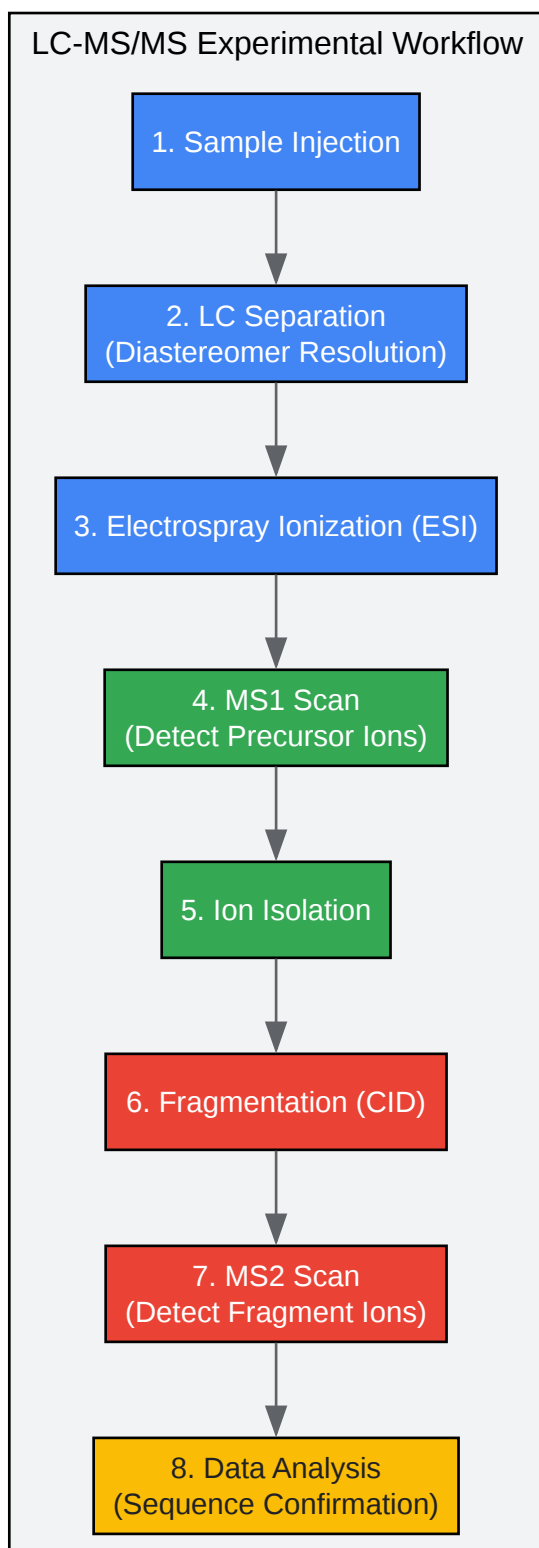 LC-MS/MS Experimental Workflow
1. Sample Injection
2. LC Separation
(Diastereomer Resolution)
3. Electrospray Ionization (ESI)
4. MS1 Scan
(Detect Precursor Ions)
5. Ion Isolation
6. Fragmentation (CID)
7. MS2 Scan
(Detect Fragment Ions)
8. Data Analysis
(Sequence Confirmation)